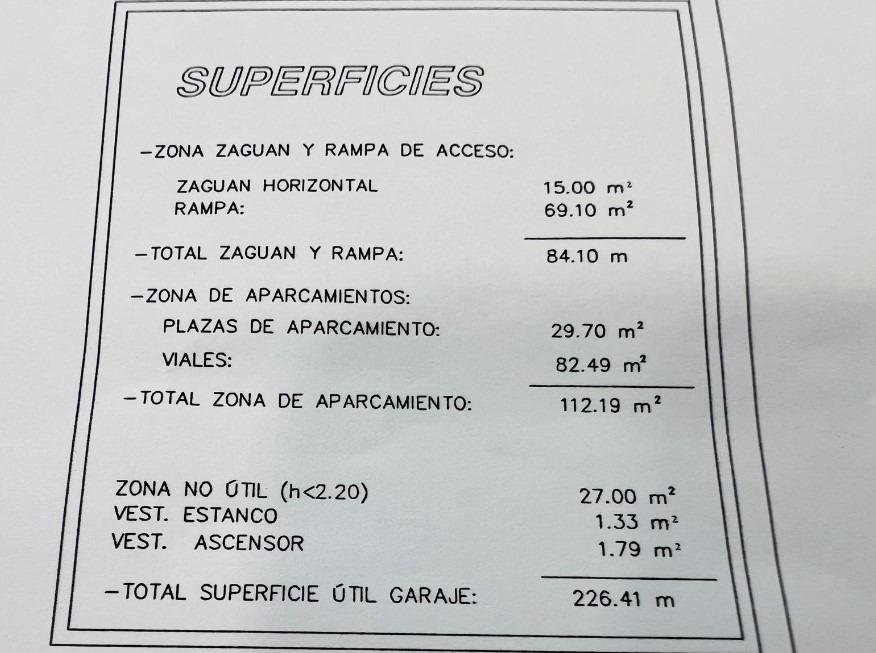 SUPERFICIES
-ZONA ZAGUAN Y RAMPA DE ACCESO:
ZAGUAN HORIZONTAL 15.00 m²
RAMPA: 69.10 m²
-TOTAL ZAGUAN Y RAMPA: 84.10 m
-ZONA DE APARCAMIENTOS:
PLAZAS DE APARCAMIENTO: 29.70 m²
VIALES: 82.49 m²
-TOTAL ZONA DE APARCAMIENTO: 112.19 m²
ZONA NO ÚTIL (h<2.20) 27.00 m²
VEST. ESTANCO 1.33 m²
VEST. ASCENSOR 1.79 m²
-TOTAL SUPERFICIE ÚTIL GARAJE: 226.41 m